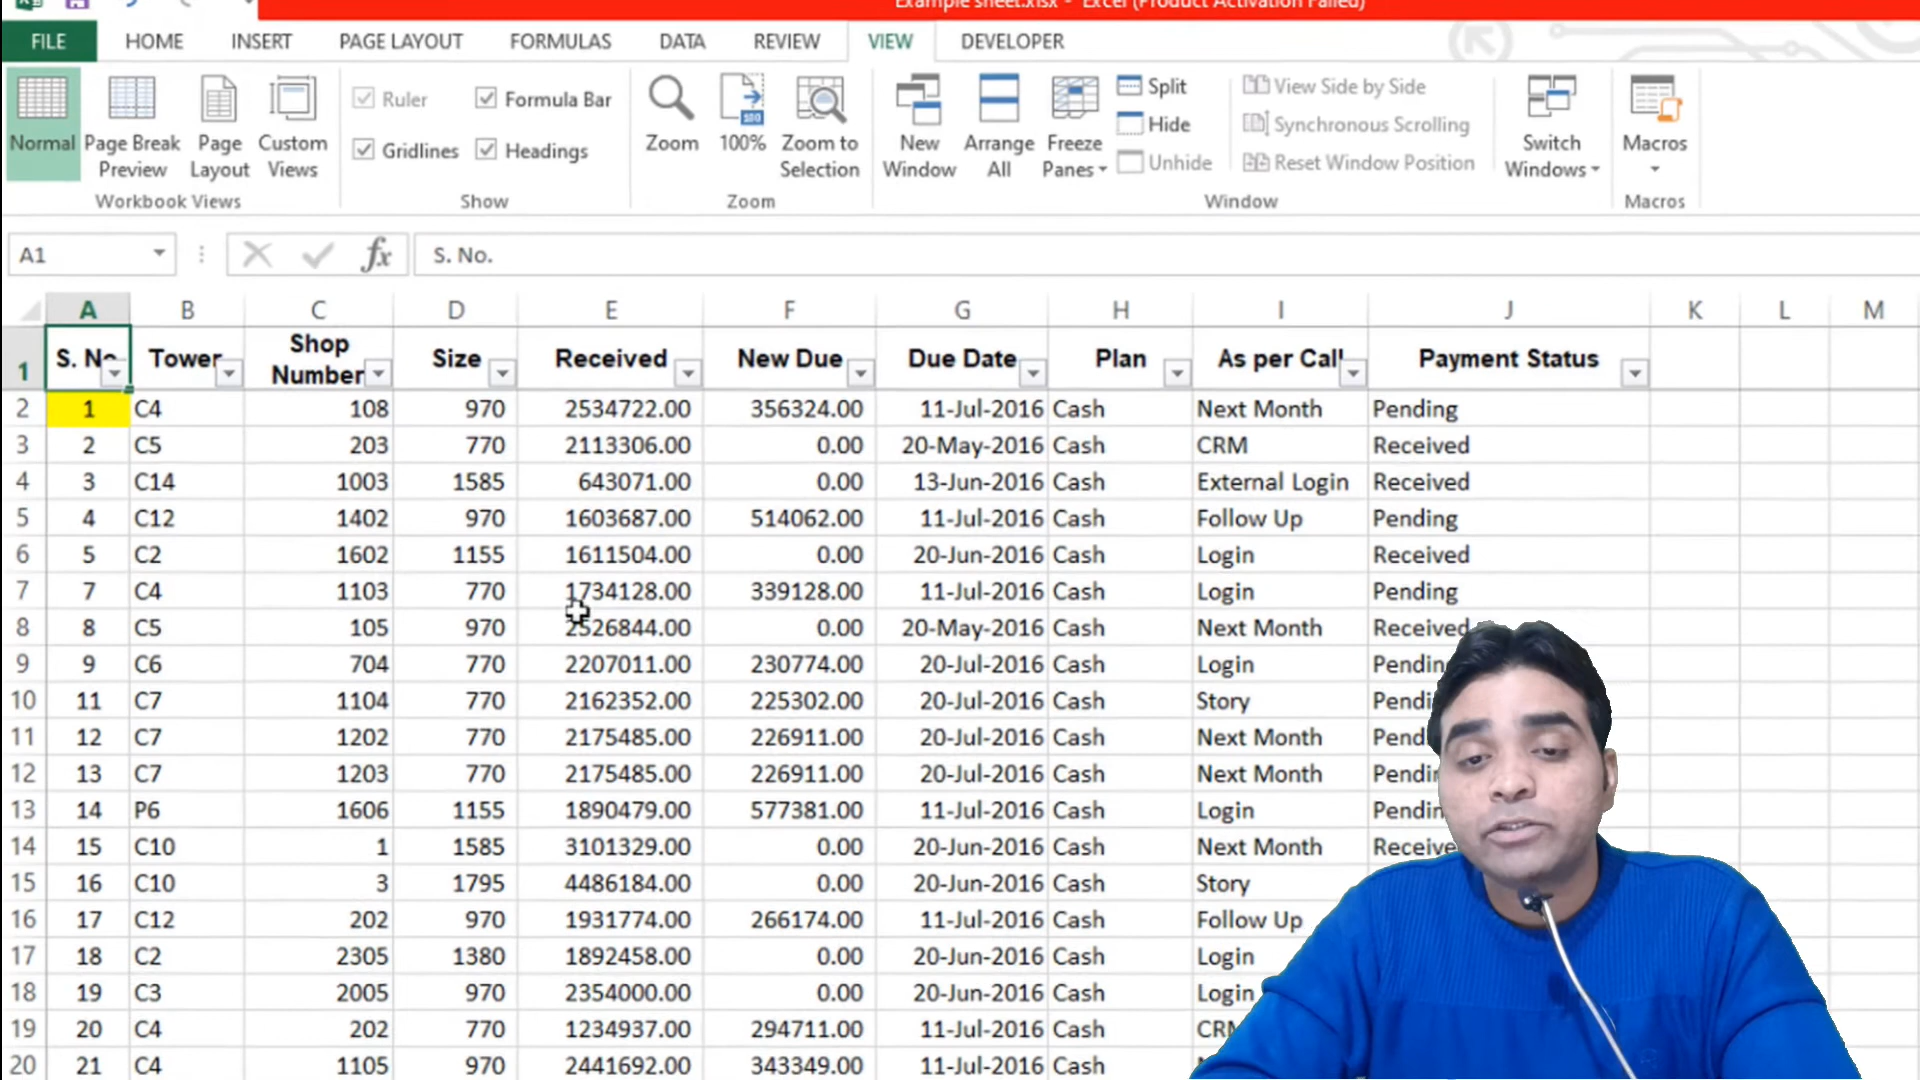 Example sheet.xlsx - Excel (Product Activation Failed)
FILE HOME INSERT PAGE LAYOUT FORMULAS DATA REVIEW VIEW DEVELOPER
Normal Page Break Preview Page Layout Custom Views
Ruler Formula Bar
Gridlines Headings
Zoom 100% Zoom to Selection
New Window Arrange All Freeze Panes
Split
Hide
Unhide
View Side by Side
Synchronous Scrolling
Reset Window Position
Switch Windows Macros
Workbook Views Show Zoom Window Macros
A1 fx S. No.
A B C D E F G H I J K L M
1 S. No Tower Shop Number Size Received New Due Due Date Plan As per Call Payment Status
2 1 C4 108 970 2534722.00 356324.00 11-Jul-2016 Cash Next Month Pending
3 2 C5 203 770 2113306.00 0.00 20-May-2016 Cash CRM Received
4 3 C14 1003 1585 643071.00 0.00 13-Jun-2016 Cash External Login Received
5 4 C12 1402 970 1603687.00 514062.00 11-Jul-2016 Cash Follow Up Pending
6 5 C2 1602 1155 1611504.00 0.00 20-Jun-2016 Cash Login Received
7 7 C4 1103 770 1734128.00 339128.00 11-Jul-2016 Cash Login Pending
8 8 C5 105 970 2526844.00 0.00 20-May-2016 Cash Next Month Received
9 9 C6 704 770 2207011.00 230774.00 20-Jul-2016 Cash Login Pendin
10 11 C7 1104 770 2162352.00 225302.00 20-Jul-2016 Cash Story Pendi
11 12 C7 1202 770 2175485.00 226911.00 20-Jul-2016 Cash Next Month Pend
12 13 C7 1203 770 2175485.00 226911.00 20-Jul-2016 Cash Next Month Pendi
13 14 P6 1606 1155 1890479.00 577381.00 11-Jul-2016 Cash Login Pendin
14 15 C10 1 1585 3101329.00 0.00 20-Jun-2016 Cash Next Month Receive
15 16 C10 3 1795 4486184.00 0.00 20-Jun-2016 Cash Story
16 17 C12 202 970 1931774.00 266174.00 11-Jul-2016 Cash Follow Up
17 18 C2 2305 1380 1892458.00 0.00 20-Jun-2016 Cash Login
18 19 C3 2005 970 2354000.00 0.00 20-Jun-2016 Cash Login
19 20 C4 202 770 1234937.00 294711.00 11-Jul-2016 Cash CRM
20 21 C4 1105 970 2441692.00 343349.00 11-Jul-2016 Cash